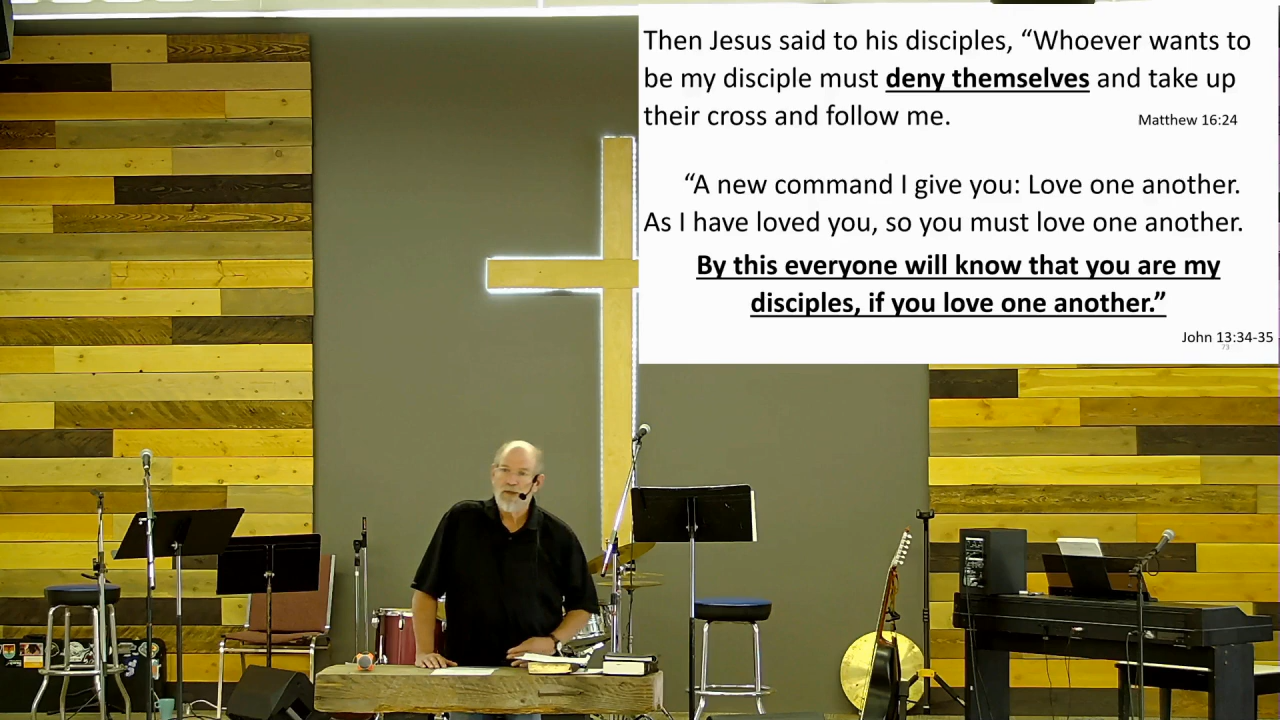 Then Jesus said to his disciples, “Whoever wants to
be my disciple must deny themselves and take up
their cross and follow me.
Matthew 16:24
“A new command I give you: Love one another.
As I have loved you, so you must love one another.
By this everyone will know that you are my
disciples, if you love one another.”
John 13:34-35
73